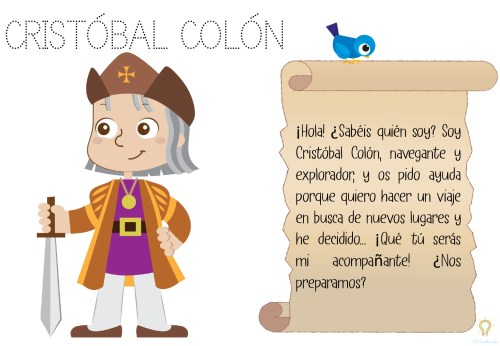 CRISTÓBAL COLÓN
¡Hola! ¿Sabéis quién soy? Soy
Cristóbal Colón, navegante y
explorador, y os pido ayuda
porque quiero hacer un viaje
en busca de nuevos lugares y
he decidido... ¡Qué tú serás
mi acompañante! ¿Nos
preparamos?